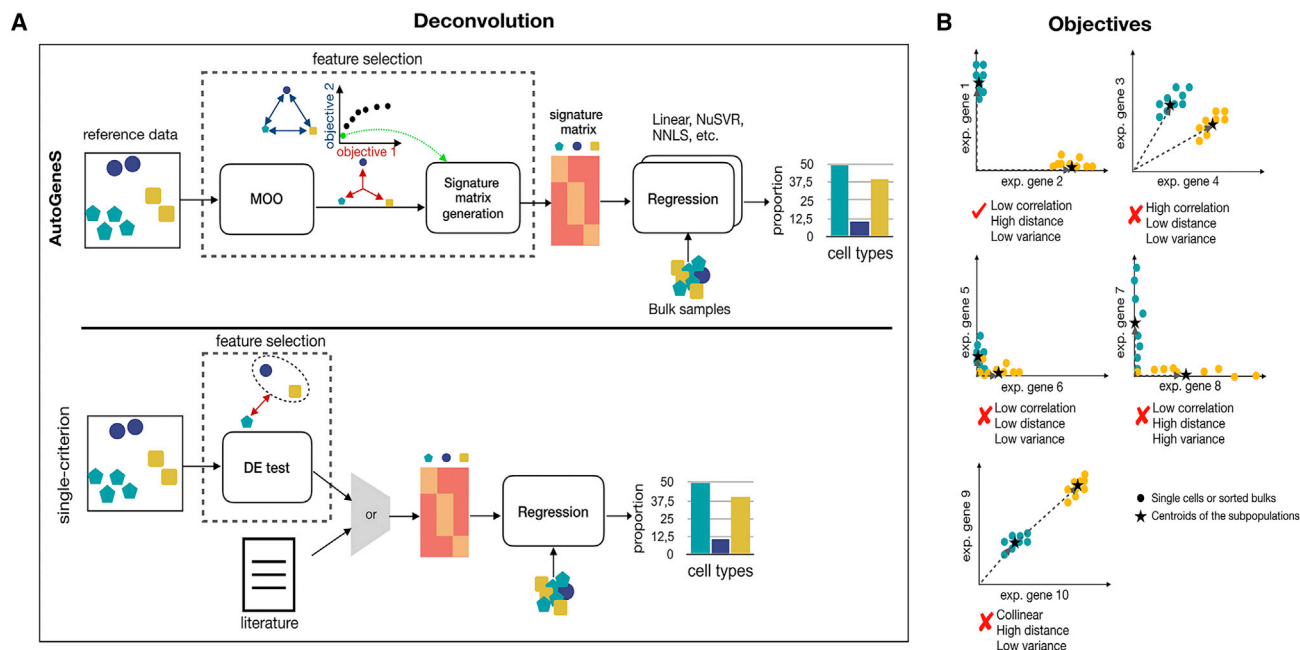 A
Deconvolution
AutoGeneS
reference data
feature selection
objective 2
objective 1
MOO
Signature
matrix
generation
signature
matrix
Linear, NuSVR,
NNLS, etc.
Regression
Bulk samples
proportion
50
37,5
25
12,5
0
cell types
single-criterion
feature selection
DE test
literature
or
Regression
proportion
50
37,5
25
12,5
0
cell types
B
Objectives
exp. gene 1
exp. gene 2
Low correlation
High distance
Low variance
exp. gene 3
exp. gene 4
High correlation
Low distance
Low variance
exp. gene 5
exp. gene 6
Low correlation
Low distance
Low variance
exp. gene 7
exp. gene 8
Low correlation
High distance
High variance
exp. gene 9
exp. gene 10
Collinear
High distance
Low variance
Single cells or sorted bulks
Centroids of the subpopulations